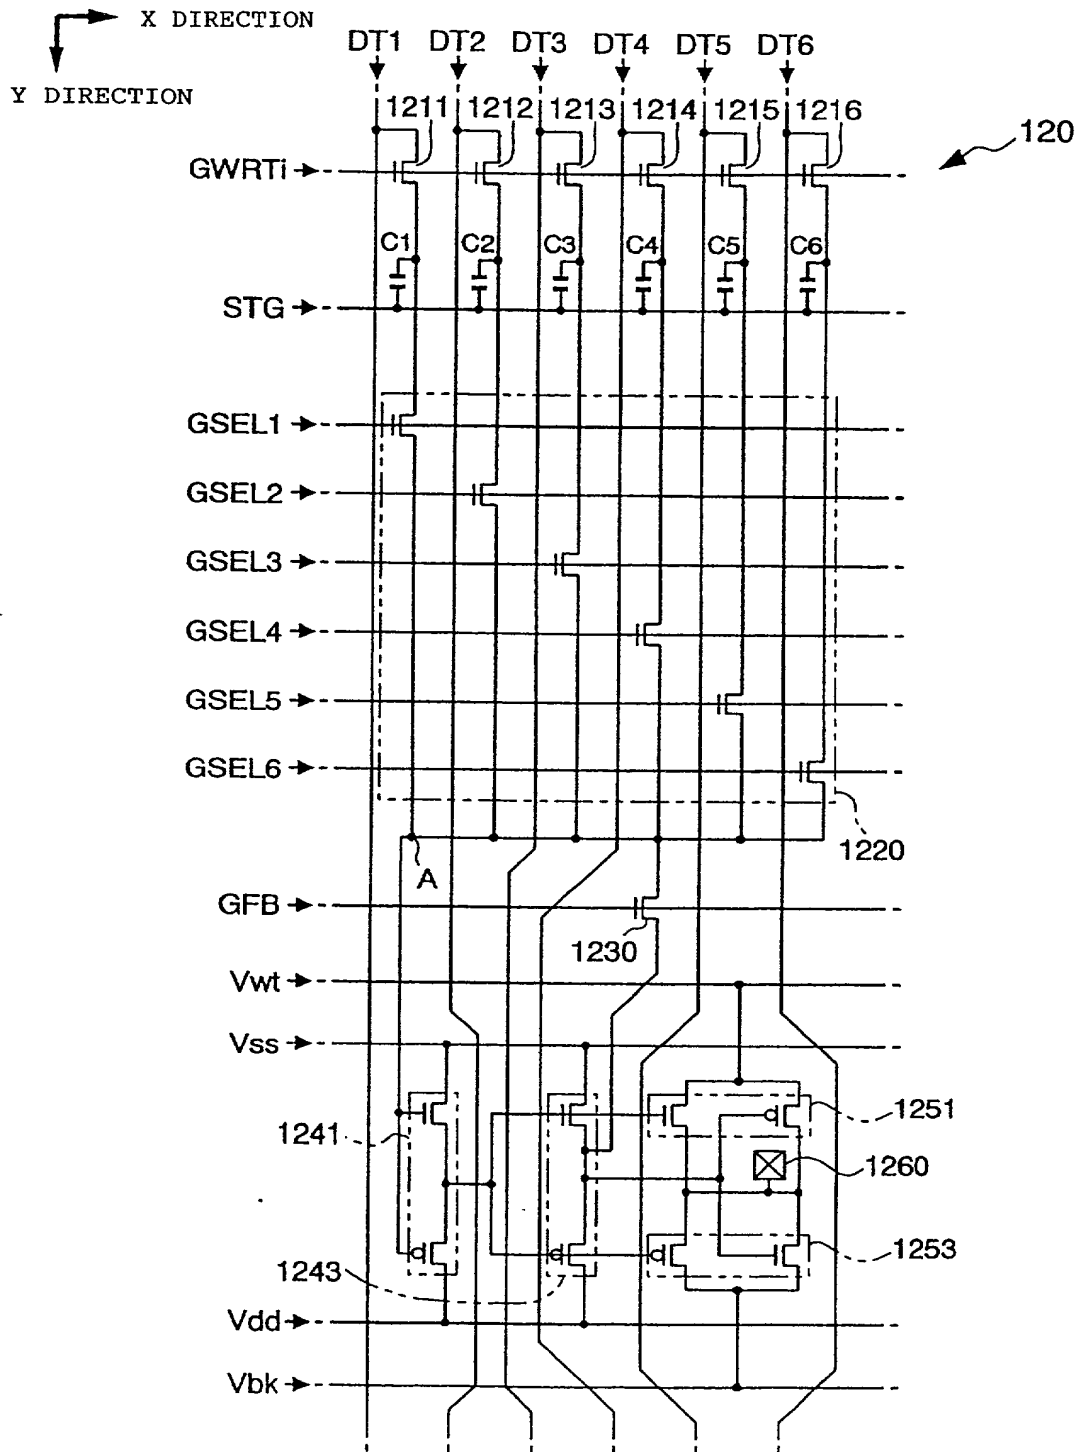 X DIRECTION
Y DIRECTION
DT1 DT2 DT3 DT4 DT5 DT6
1211 1212 1213 1214 1215 1216
120
GWRTi
C1 C2 C3 C4 C5 C6
STG
GSEL1
GSEL2
GSEL3
GSEL4
GSEL5
GSEL6
1220
A
GFB
1230
Vwt
Vss
1251
1241
1260
1253
1243
Vdd
Vbk